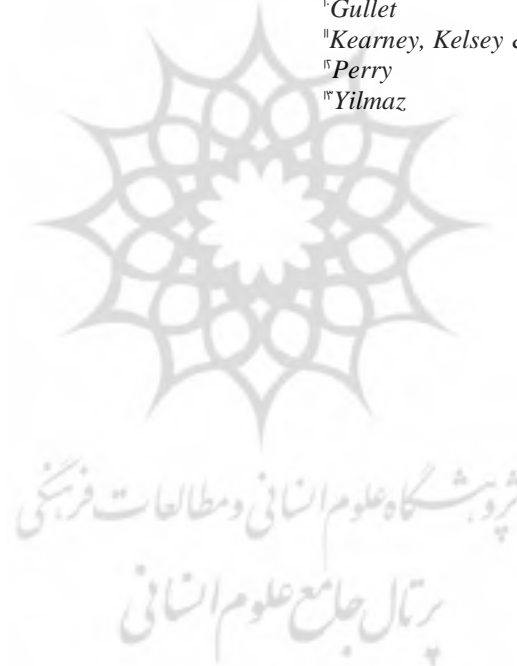 ۱۰Gullet
۱۱Kearney, Kelsey &
۱۲Perry
۱۳Yilmaz
پژوهشگاه علوم انسانی و مطالعات فرهنگی
پرتال جامع علوم انسانی